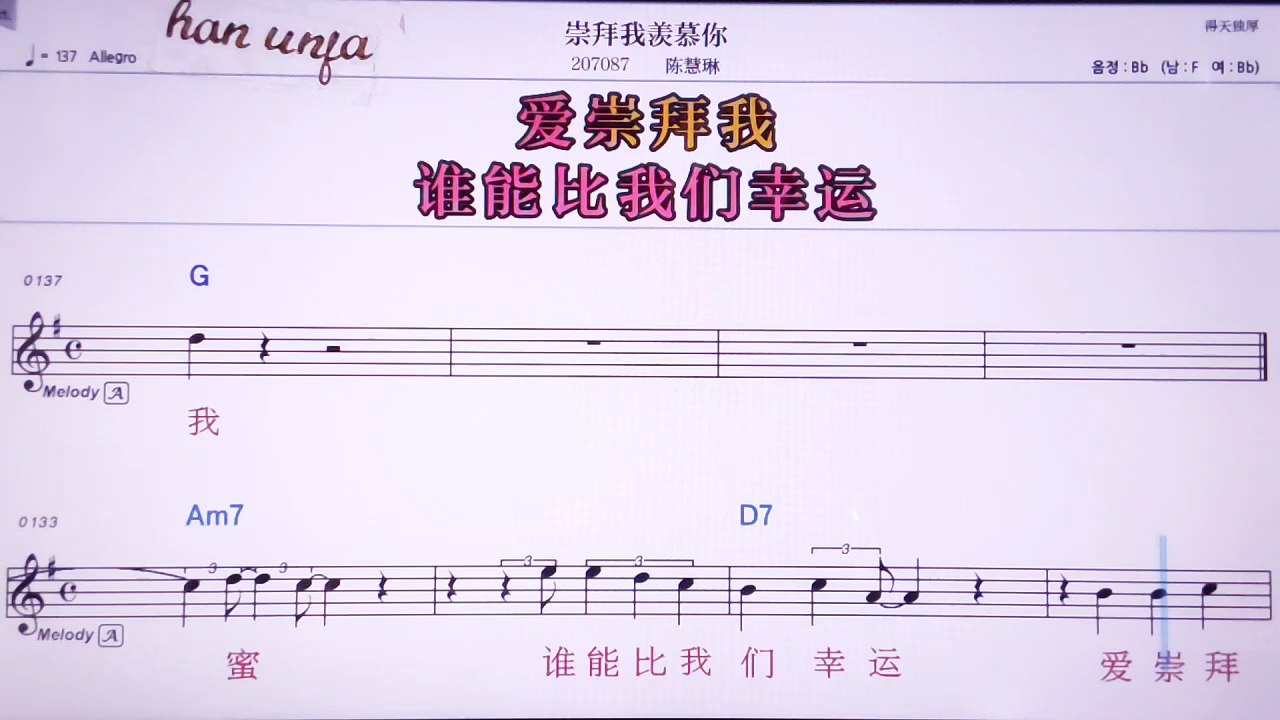 han unfa
崇拜我羡慕你
得天独厚
♩= 137 Allegro
207087 陈慧琳
음정 : Bb (남 : F 여 : Bb)
爱崇拜我
谁能比我们幸运
0137 G
Melody A
我
0133 Am7 D7
3 3 3 3 3
Melody A
蜜 谁能比我们幸运 爱崇拜